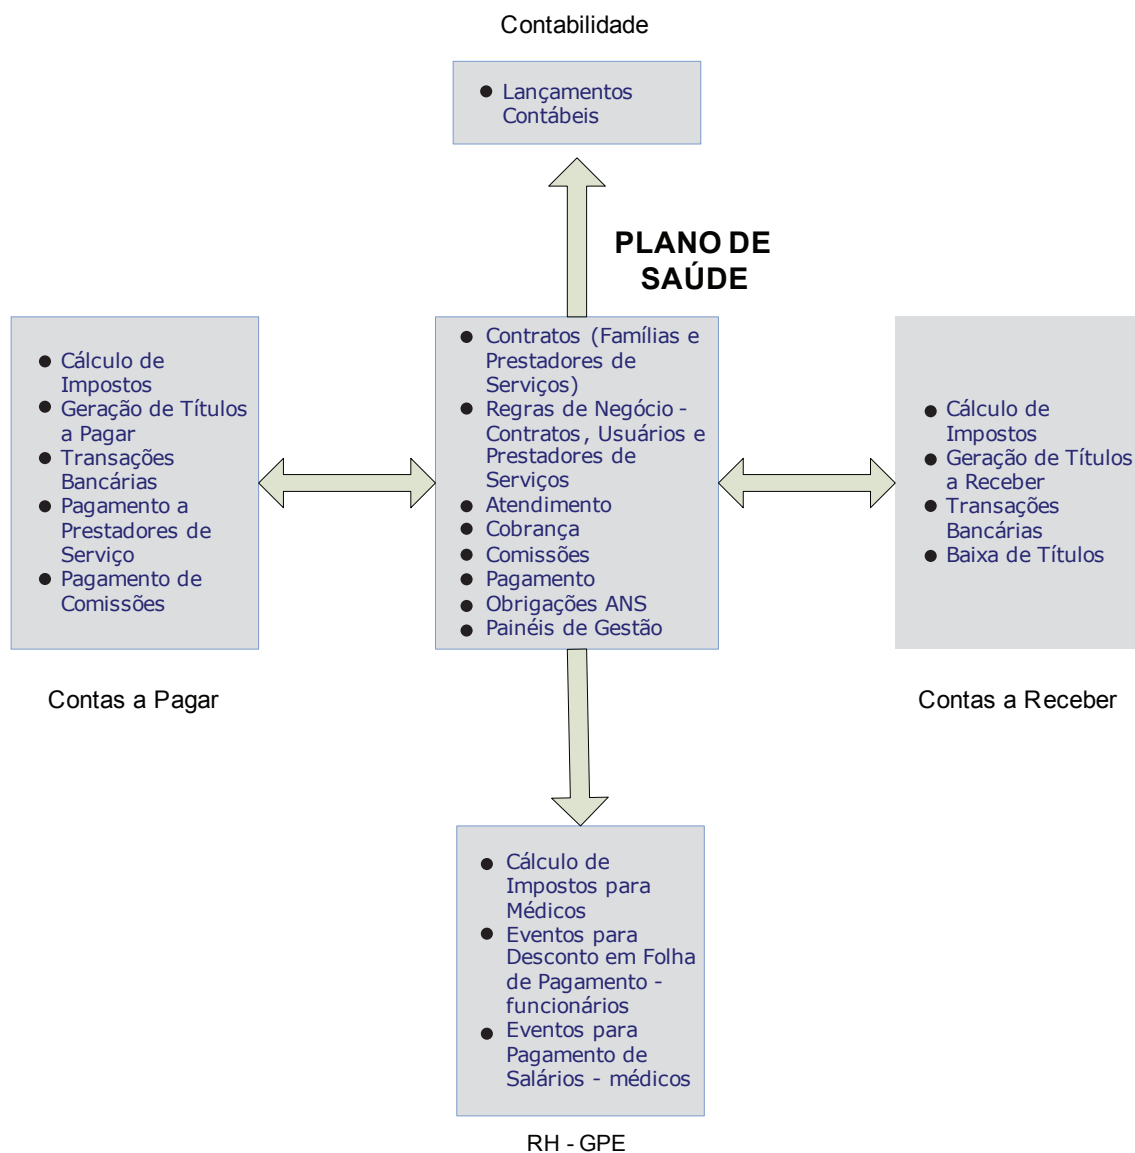 Contabilidade
Lançamentos
Contábeis
PLANO DE
SAÚDE
Cálculo de
Impostos
Geração de Títulos
a Pagar
Transações
Bancárias
Pagamento a
Prestadores de
Serviço
Pagamento de
Comissões
Contas a Pagar
Contratos (Famílias e
Prestadores de
Serviços)
Regras de Negócio -
Contratos, Usuários e
Prestadores de
Serviços
Atendimento
Cobrança
Comissões
Pagamento
Obrigações ANS
Painéis de Gestão
Cálculo de
Impostos
Geração de Títulos
a Receber
Transações
Bancárias
Baixa de Títulos
Contas a Receber
Cálculo de
Impostos para
Médicos
Eventos para
Desconto em Folha
de Pagamento -
funcionários
Eventos para
Pagamento de
Salários - médicos
RH - GPE